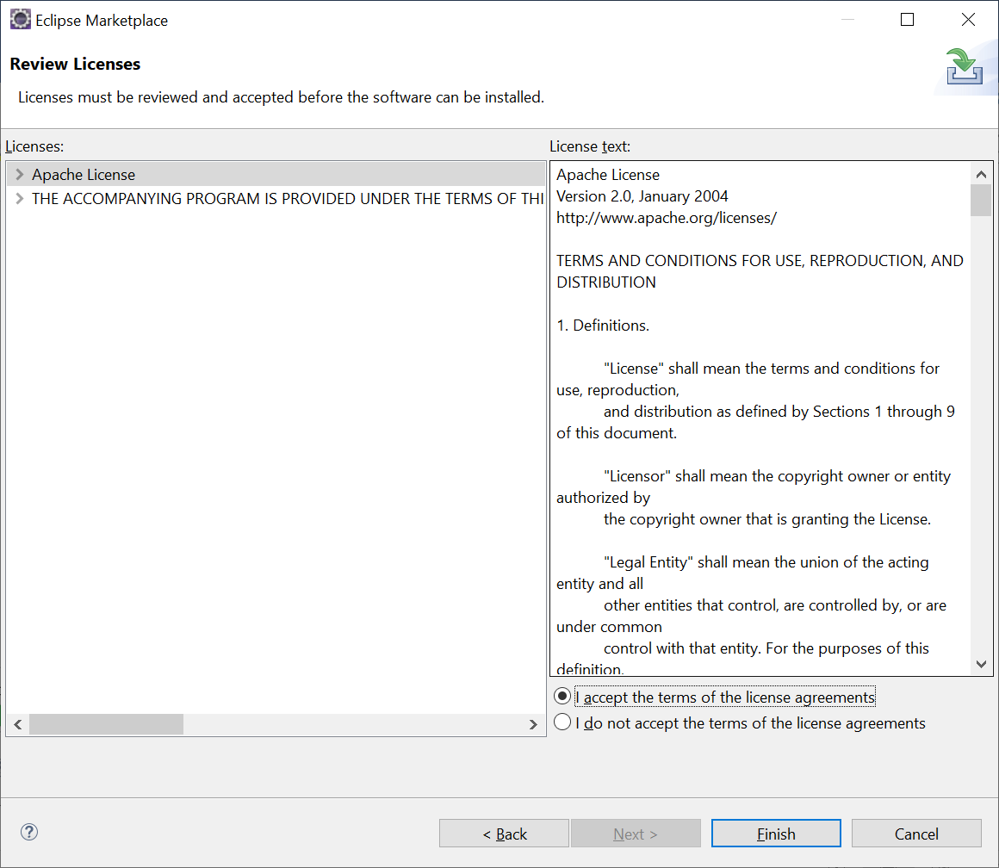 Eclipse Marketplace
Review Licenses
Licenses must be reviewed and accepted before the software can be installed.
Licenses:
Apache License
THE ACCOMPANYING PROGRAM IS PROVIDED UNDER THE TERMS OF THI
License text:
Apache License
Version 2.0, January 2004
http://www.apache.org/licenses/
TERMS AND CONDITIONS FOR USE, REPRODUCTION, AND
DISTRIBUTION
1. Definitions.
"License" shall mean the terms and conditions for
use, reproduction,
and distribution as defined by Sections 1 through 9
of this document.
"Licensor" shall mean the copyright owner or entity
authorized by
the copyright owner that is granting the License.
"Legal Entity" shall mean the union of the acting
entity and all
other entities that control, are controlled by, or are
under common
control with that entity. For the purposes of this
definition,
I accept the terms of the license agreements
I do not accept the terms of the license agreements
?
< Back
Next >
Finish
Cancel